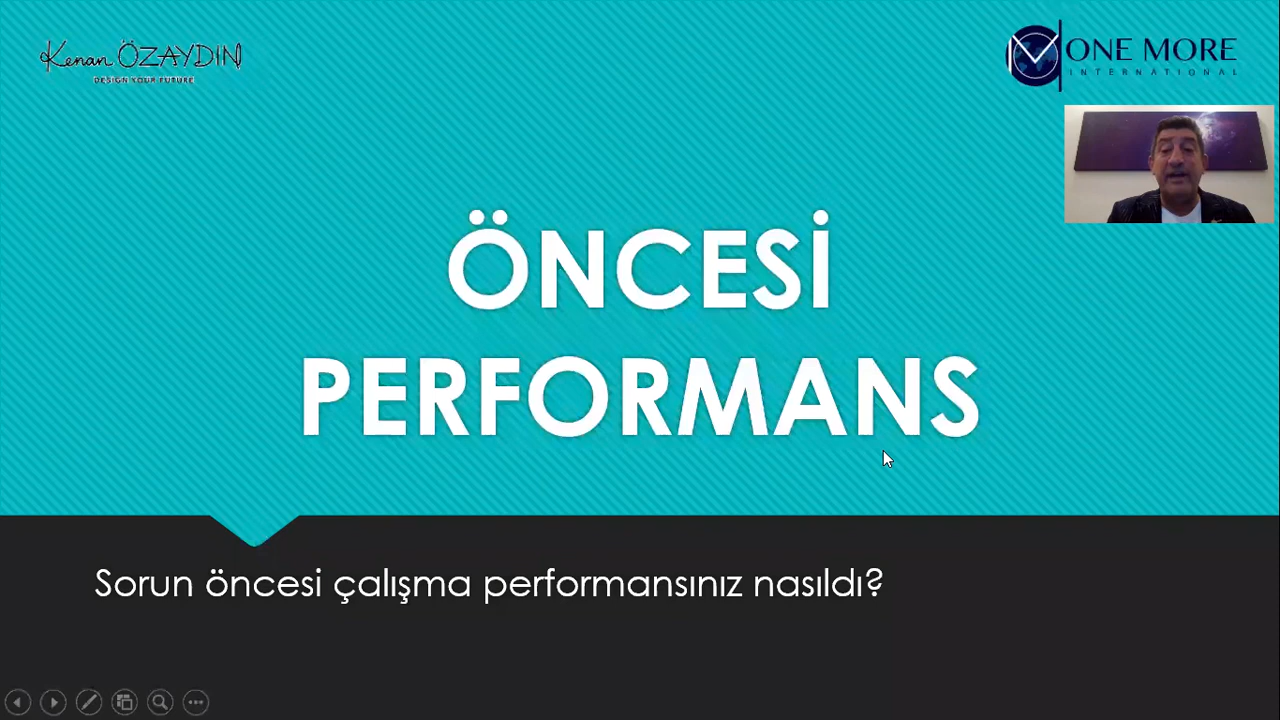 Kenan ÖZAYDIN
DESIGN YOUR FUTURE
ONE MORE
INTERNATIONAL
ÖNCESİ
PERFORMANS
Sorun öncesi çalışma performansınız nasıldı?